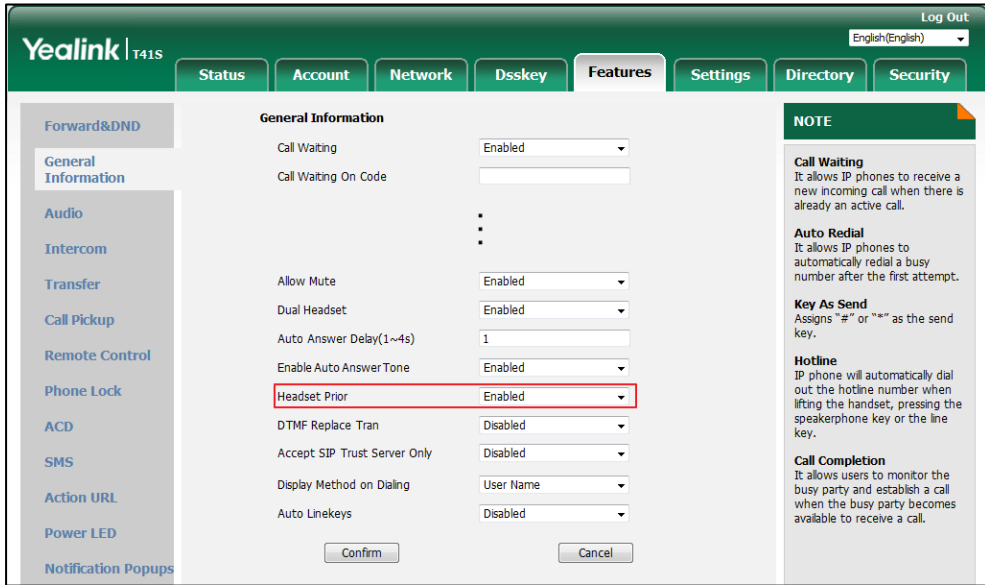 Log Out
Yealink | T41S
English(English)
Status Account Network Dsskey Features Settings Directory Security
Forward&DND
General
Information
Audio
Intercom
Transfer
Call Pickup
Remote Control
Phone Lock
ACD
SMS
Action URL
Power LED
Notification Popups
General Information
Call Waiting Enabled
Call Waiting On Code
Allow Mute Enabled
Dual Headset Enabled
Auto Answer Delay(1~4s) 1
Enable Auto Answer Tone Enabled
Headset Prior Enabled
DTMF Replace Tran Disabled
Accept SIP Trust Server Only Disabled
Display Method on Dialing User Name
Auto Linekeys Disabled
Confirm Cancel
NOTE
Call Waiting
It allows IP phones to receive a
new incoming call when there is
already an active call.
Auto Redial
It allows IP phones to
automatically redial a busy
number after the first attempt.
Key As Send
Assigns "#" or "*" as the send
key.
Hotline
IP phone will automatically dial
out the hotline number when
lifting the handset, pressing the
speakerphone key or the line
key.
Call Completion
It allows users to monitor the
busy party and establish a call
when the busy party becomes
available to receive a call.